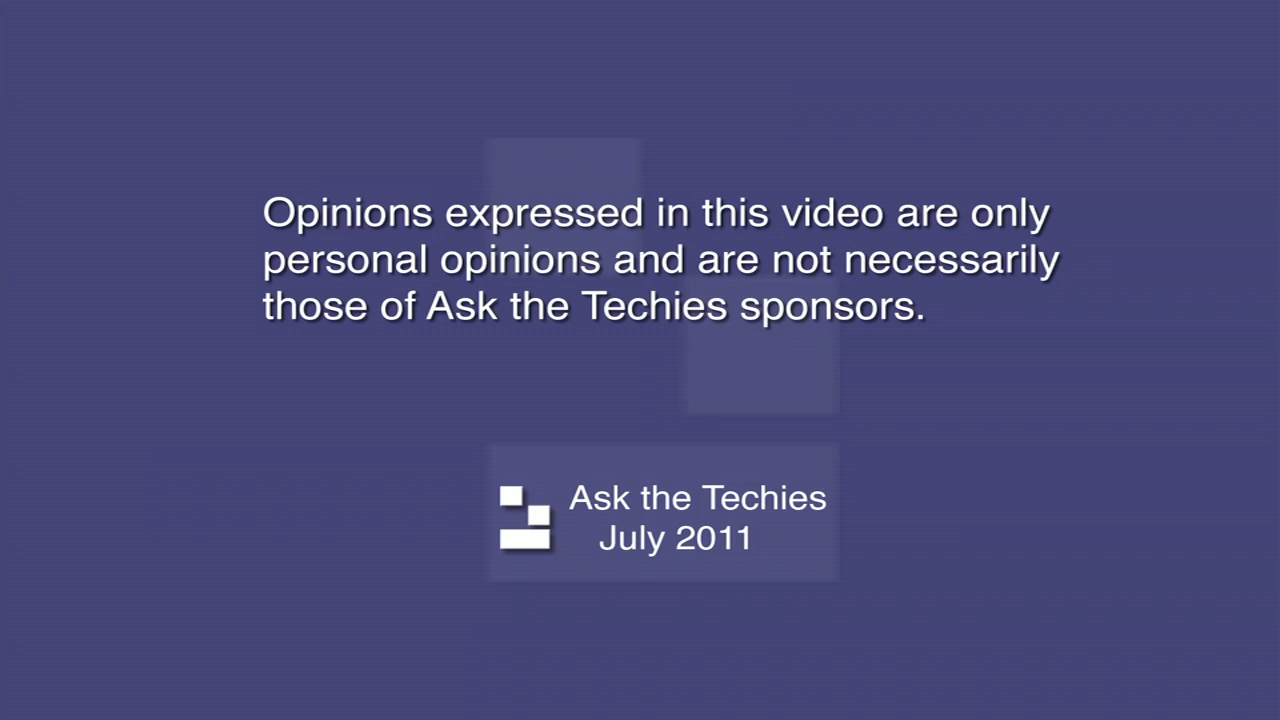 Opinions expressed in this video are only
personal opinions and are not necessarily
those of Ask the Techies sponsors.
Ask the Techies
July 2011